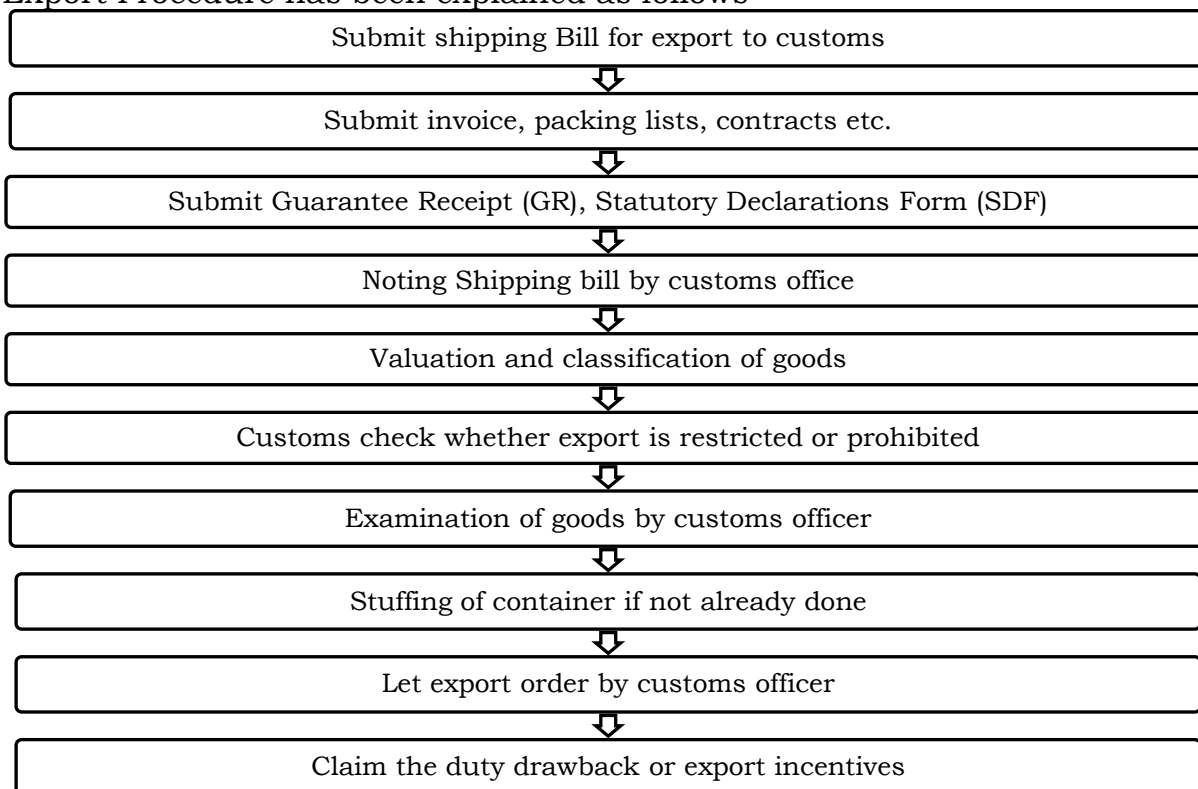 Export Procedure has been explained as follows
Submit shipping Bill for export to customs
Submit invoice, packing lists, contracts etc.
Submit Guarantee Receipt (GR), Statutory Declarations Form (SDF)
Noting Shipping bill by customs office
Valuation and classification of goods
Customs check whether export is restricted or prohibited
Examination of goods by customs officer
Stuffing of container if not already done
Let export order by customs officer
Claim the duty drawback or export incentives